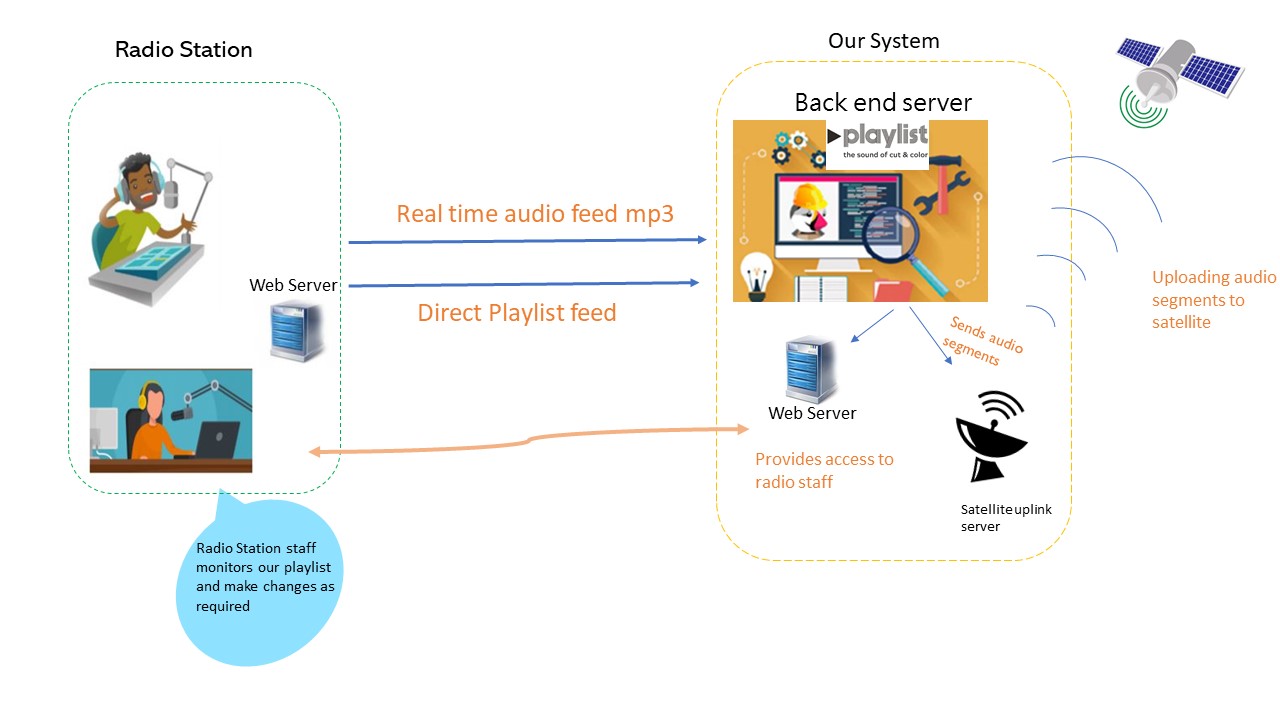 Radio Station
Our System
Back end server
playlist
the sound of cut & color
Real time audio feed mp3
Web Server
Direct Playlist feed
Uploading audio
segments to
satellite
Sends audio
segments
Web Server
Provides access to
radio staff
Satellite uplink
server
Radio Station staff
monitors our playlist
and make changes as
required